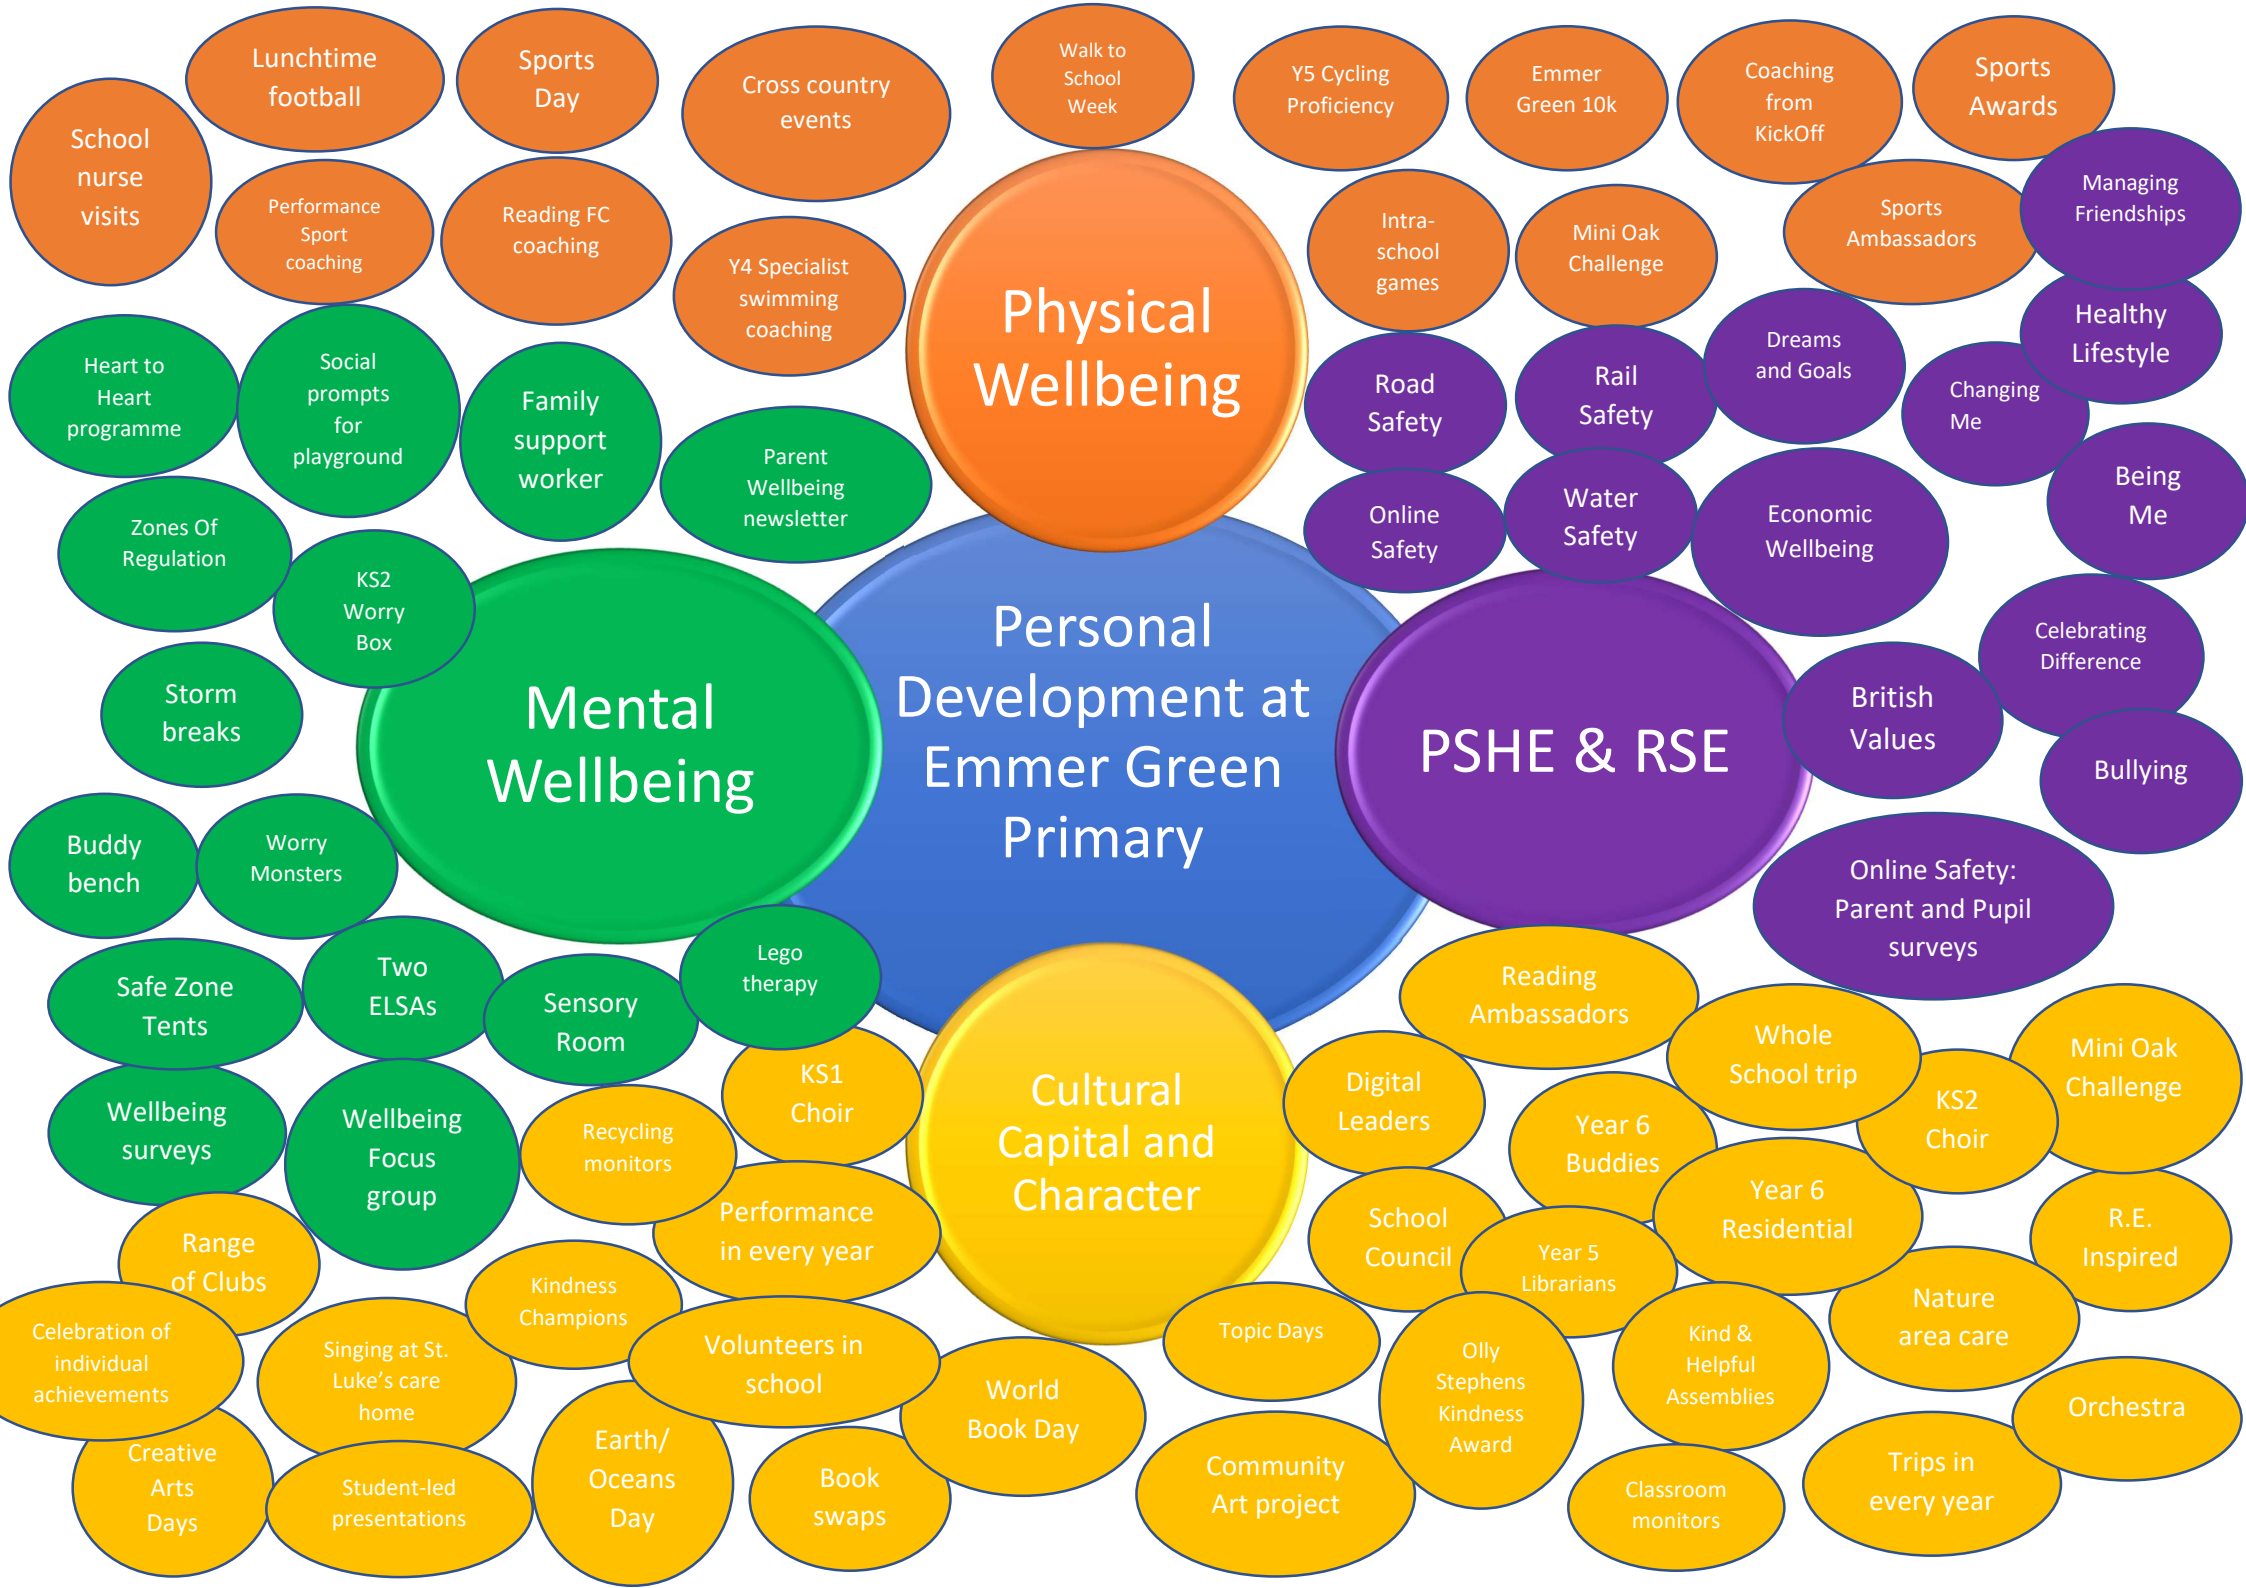 Lunchtime
football
Sports
Day
Cross country
events
Walk to
School
Week
Y5 Cycling
Proficiency
Emmer
Green 10k
Coaching
from
KickOff
Sports
Awards
School
nurse
visits
Performance
Sport
coaching
Reading FC
coaching
Y4 Specialist
swimming
coaching
Physical
Wellbeing
Intra-
school
games
Mini Oak
Challenge
Sports
Ambassadors
Managing
Friendships
Healthy
Lifestyle
Heart to
Heart
programme
Social
prompts
for
playground
Family
support
worker
Parent
Wellbeing
newsletter
Road
Safety
Rail
Safety
Dreams
and Goals
Changing
Me
Being
Me
Zones Of
Regulation
KS2
Worry
Box
Online
Safety
Water
Safety
Economic
Wellbeing
Celebrating
Difference
Storm
breaks
Mental
Wellbeing
Personal
Development at
Emmer Green
Primary
PSHE & RSE
British
Values
Bullying
Buddy
bench
Worry
Monsters
Online Safety:
Parent and Pupil
surveys
Safe Zone
Tents
Two
ELSAs
Sensory
Room
Lego
therapy
Reading
Ambassadors
Whole
School trip
Mini Oak
Challenge
Wellbeing
surveys
Wellbeing
Focus
group
Recycling
monitors
KS1
Choir
Cultural
Capital and
Character
Digital
Leaders
Year 6
Buddies
KS2
Choir
Range
of Clubs
Performance
in every year
School
Council
Year 5
Librarians
Year 6
Residential
R.E.
Inspired
Celebration of
individual
achievements
Singing at St.
Luke’s care
home
Kindness
Champions
Volunteers in
school
World
Book Day
Topic Days
Olly
Stephens
Kindness
Award
Kind &
Helpful
Assemblies
Nature
area care
Orchestra
Creative
Arts
Days
Student-led
presentations
Earth/
Oceans
Day
Book
swaps
Community
Art project
Classroom
monitors
Trips in
every year